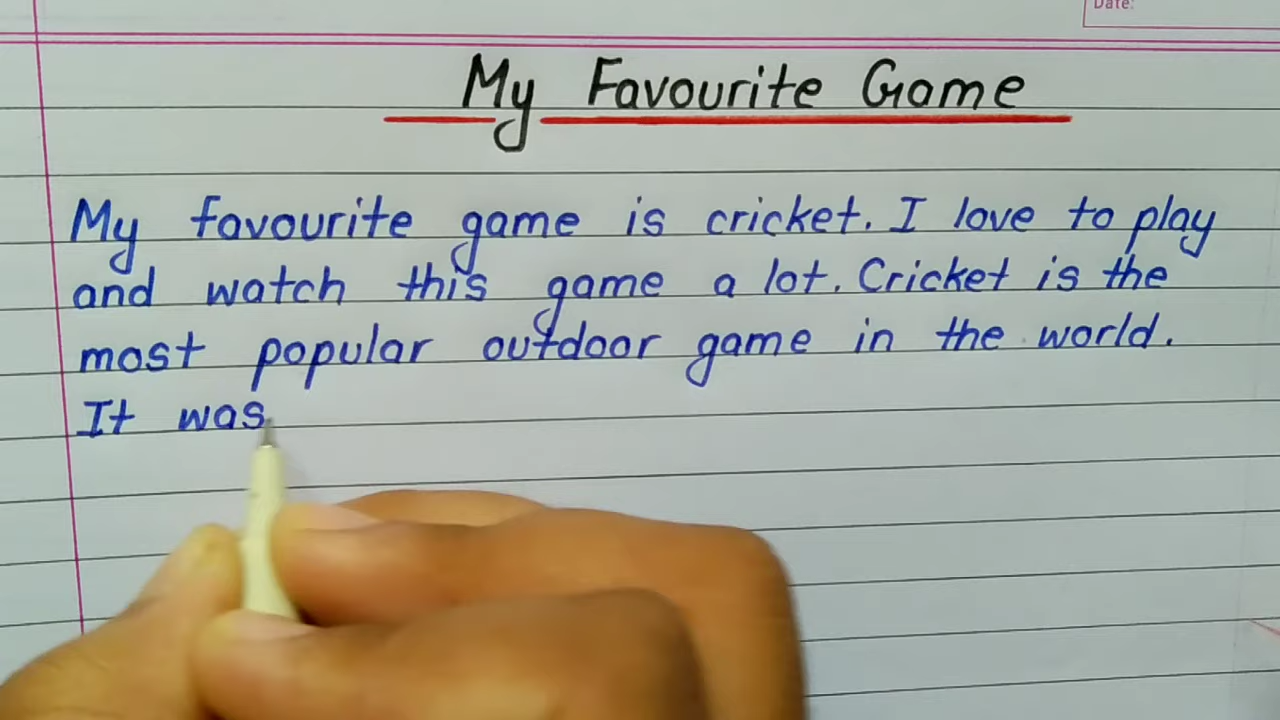 Date:
My Favourite Game
My favourite game is cricket. I love to play
and watch this game a lot. Cricket is the
most popular outdoor game in the world.
It was